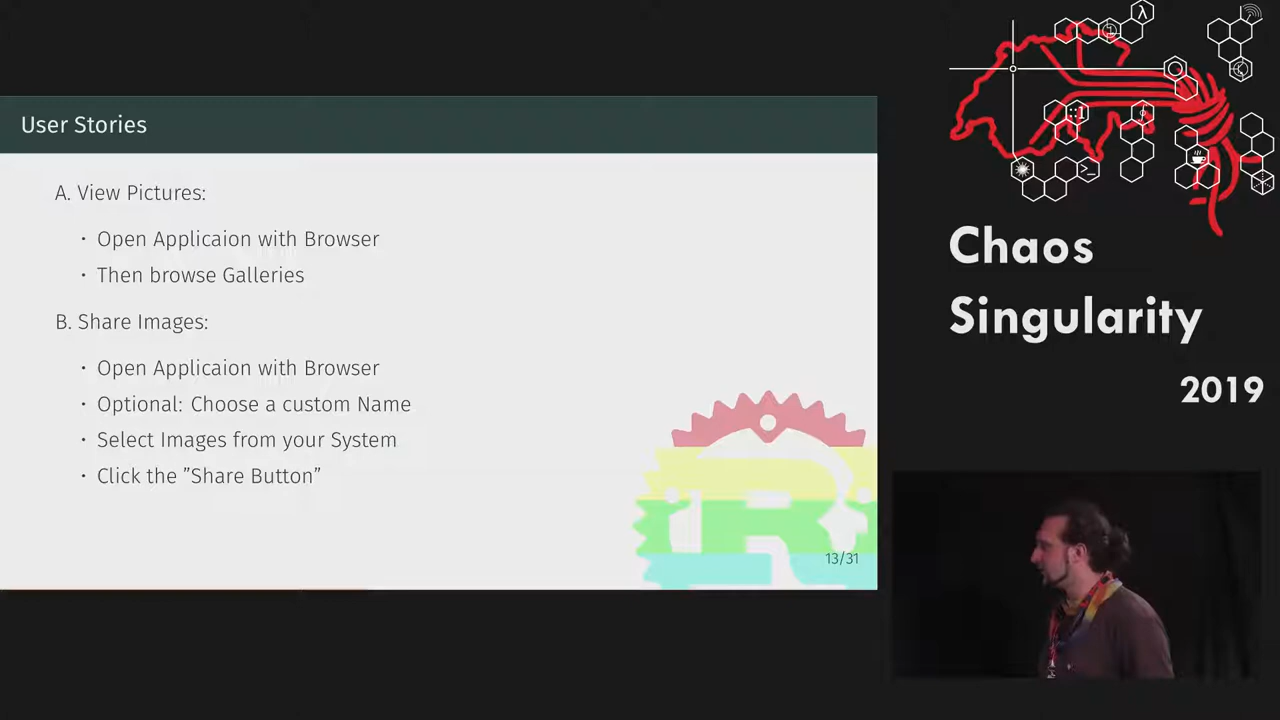 User Stories
A. View Pictures:
· Open Applicaion with Browser
· Then browse Galleries
B. Share Images:
· Open Applicaion with Browser
· Optional: Choose a custom Name
· Select Images from your System
· Click the ”Share Button”
13/31
R
λ
::1
>_
Chaos
Singularity
2019